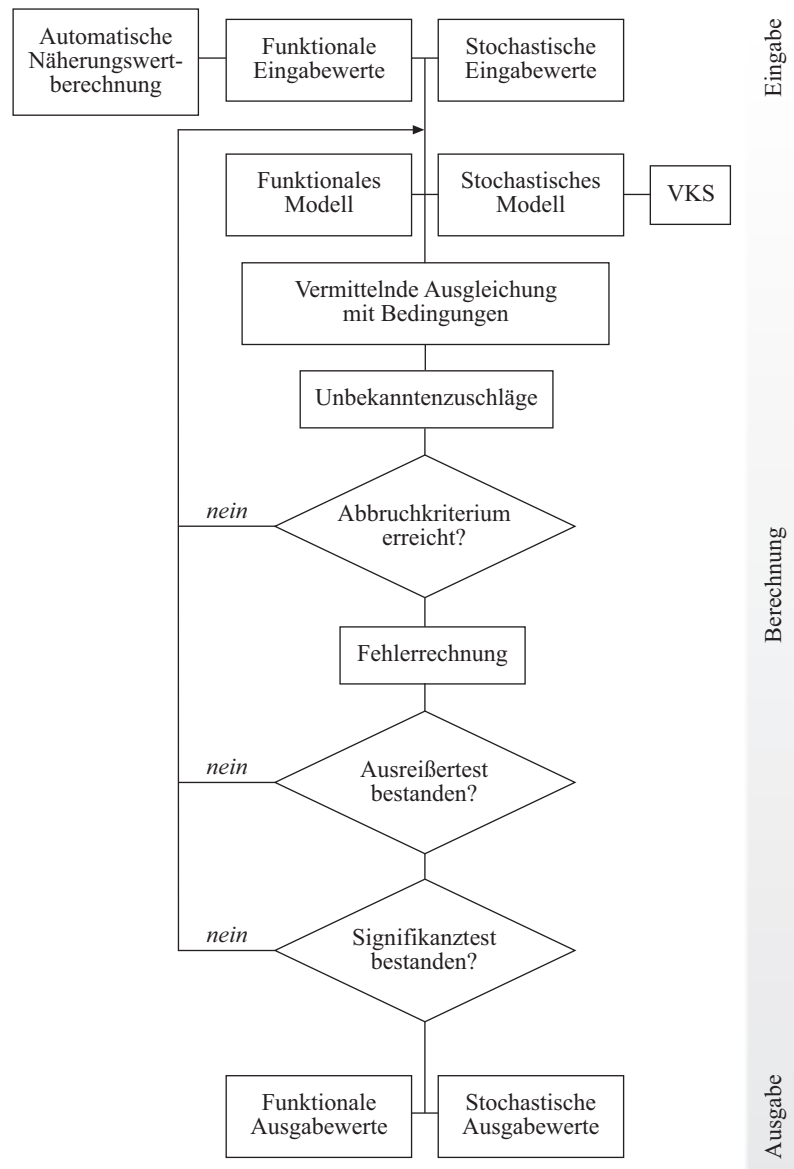 Automatische
Näherungswert-
berechnung
Funktionale
Eingabewerte
Stochastische
Eingabewerte
Eingabe
Funktionales
Modell
Stochastisches
Modell
VKS
Vermittelnde Ausgleichung
mit Bedingungen
Unbekanntenzuschläge
nein
Abbruchkriterium
erreicht?
Berechnung
Fehlerrechnung
nein
Ausreißertest
bestanden?
nein
Signifikanztest
bestanden?
Funktionale
Ausgabewerte
Stochastische
Ausgabewerte
Ausgabe